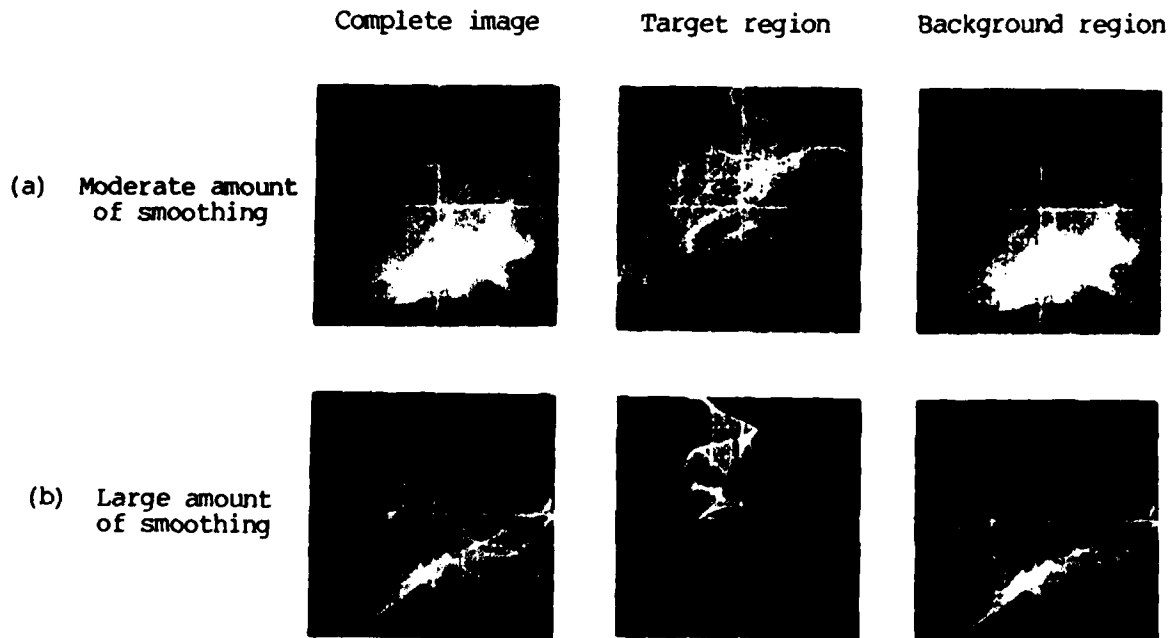 Complete image Target region Background region
(a) Moderate amount
of smoothing
(b) Large amount
of smoothing